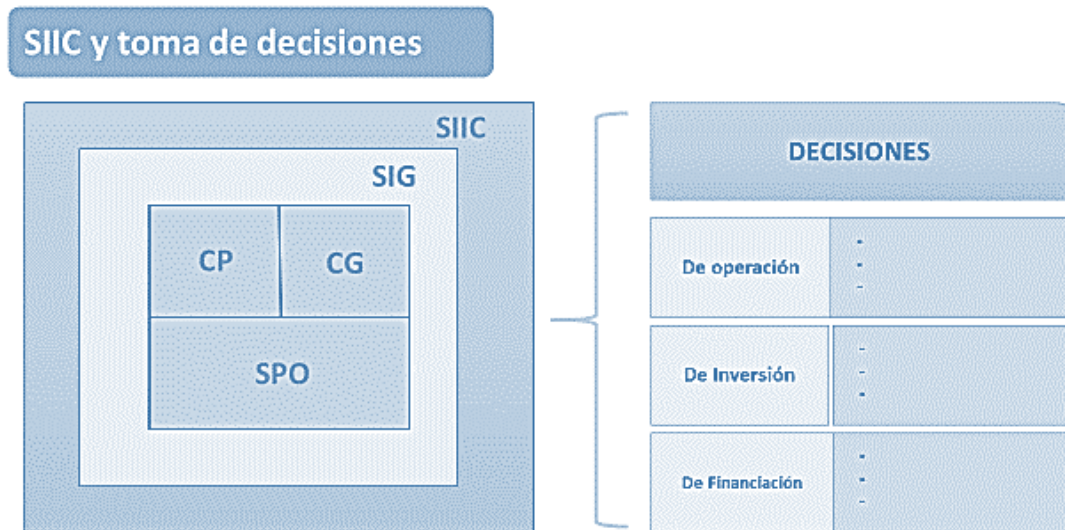 SIIC y toma de decisiones
SIIC
SIG
CP
CG
SPO
DECISIONES
De operación
-
-
-
De Inversión
-
-
-
De Financiación
-
-
-